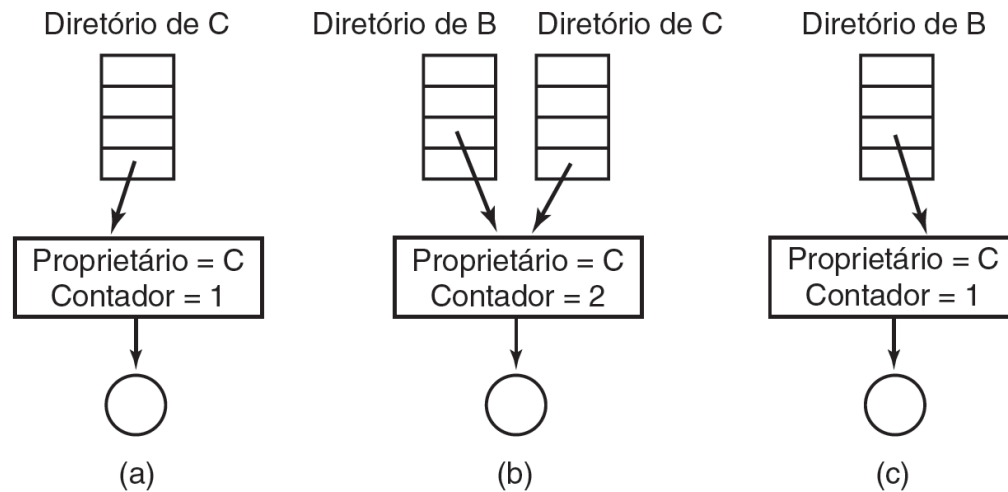 Diretório de C
Diretório de B
Diretório de C
Diretório de B
Proprietário = C
Contador = 1
Proprietário = C
Contador = 2
Proprietário = C
Contador = 1
(a)
(b)
(c)